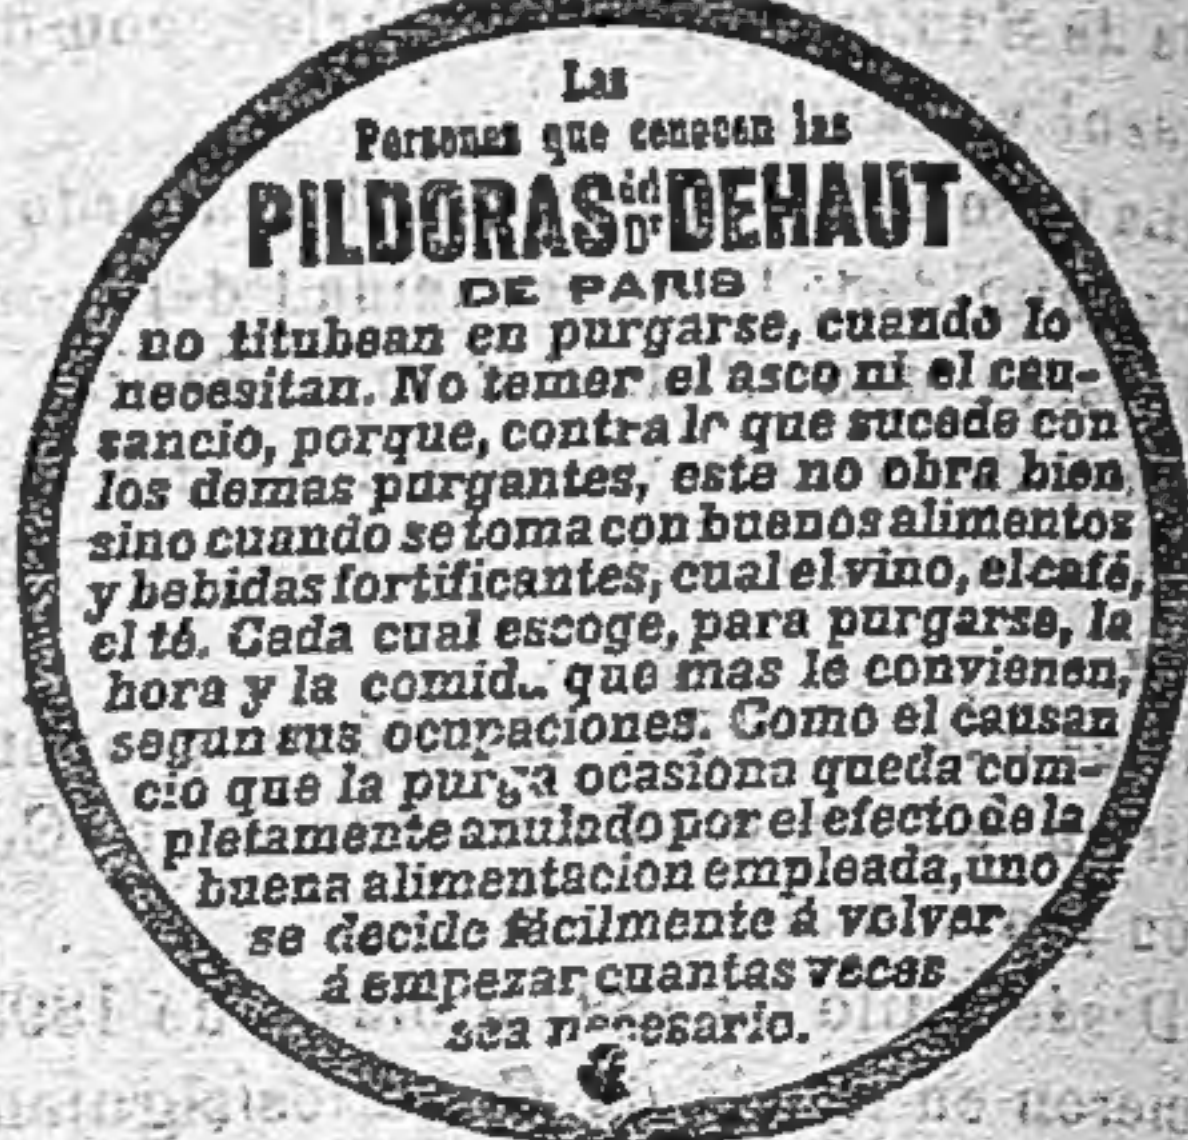 Las
Personas que conocen las
PILDORAS del Dr DEHAUT
DE PARIS
no titubean en purgarse, cuando lo
necesitan. No temen el asco ni el cau-
sancio, porque, contra lo que sucede con
los demas purgantes, este no obra bien
sino cuando se toma con buenos alimentos
y bebidas fortificantes, cual el vino, el café,
el té. Cada cual escoge, para purgarse, la
hora y la comida que mas le convienen,
segun sus ocupaciones. Como el causan
cio que la purga ocasiona queda com-
pletamente anulado por el efecto de la
buena alimentacion empleada, uno
se decide fácilmente á volver
á empezar cuantas veces
sea necesario.